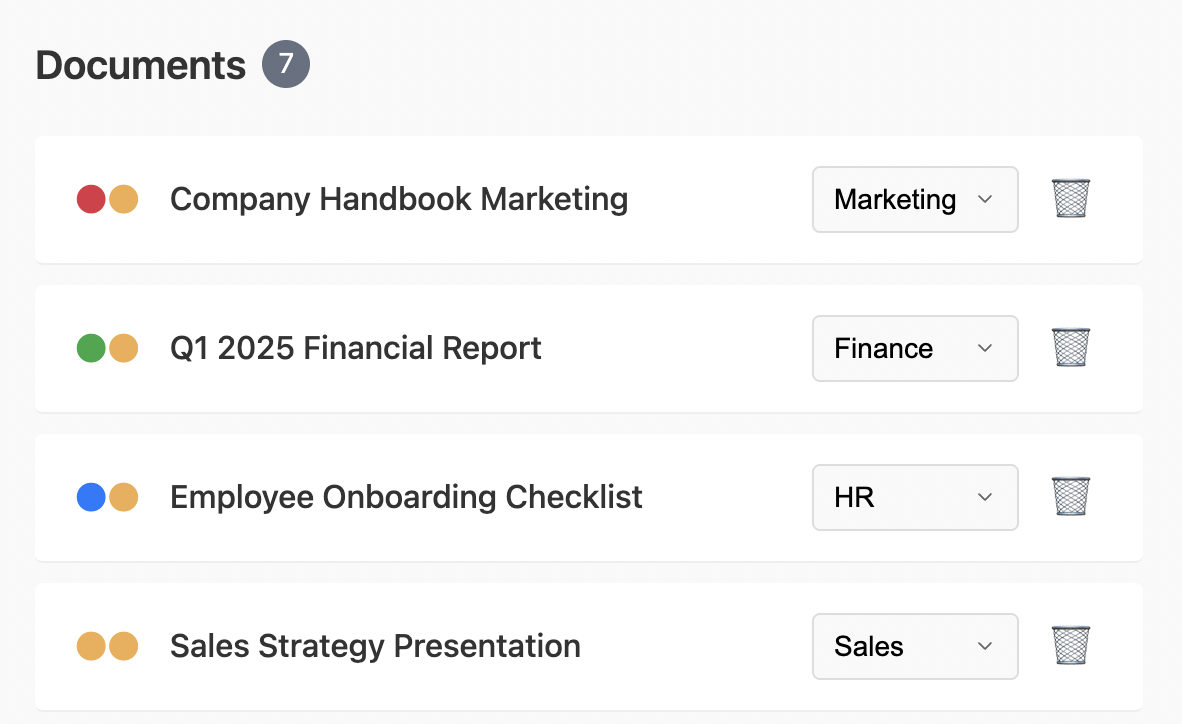 Documents 7
Company Handbook Marketing Marketing
Q1 2025 Financial Report Finance
Employee Onboarding Checklist HR
Sales Strategy Presentation Sales